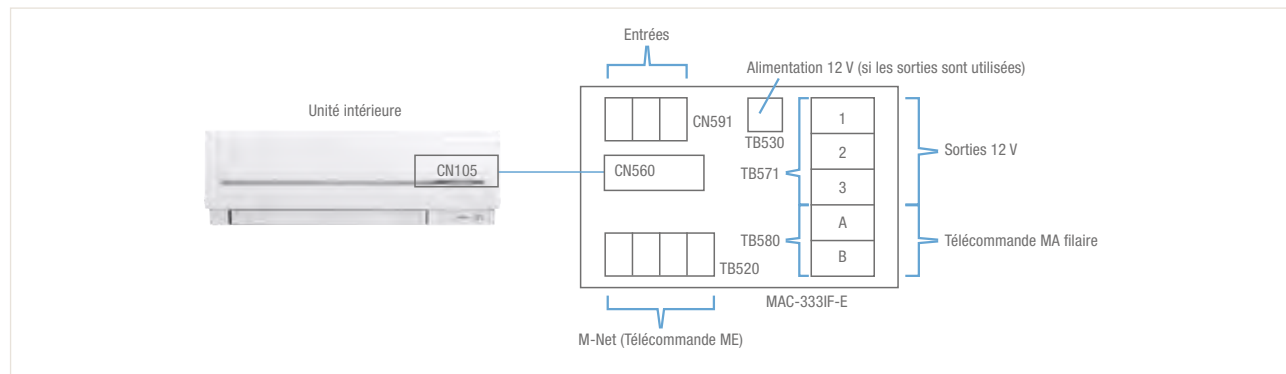 Entrées
Alimentation 12 V (si les sorties sont utilisées)
Unité intérieure
CN591
TB530
1
2
3
TB571
Sorties 12 V
CN105
CN560
A
B
TB580
Télécommande MA filaire
TB520
MAC-333IF-E
M-Net (Télécommande ME)